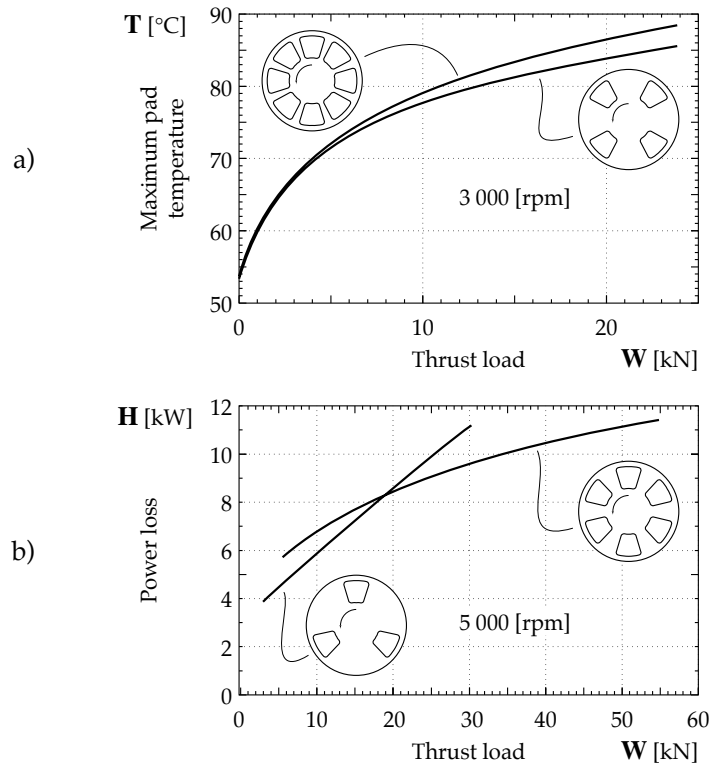 T [°C]
90
80
70
60
50
Maximum pad
temperature
a)
3 000 [rpm]
0
10
20
Thrust load
W [kN]
H [kW]
12
10
8
6
4
2
0
Power loss
b)
5 000 [rpm]
0
10
20
30
40
50
60
Thrust load
W [kN]